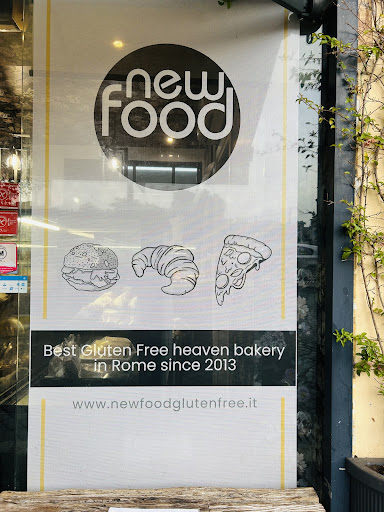 new
food
Best Gluten Free heaven bakery
in Rome since 2013
www.newfoodglutenfree.it